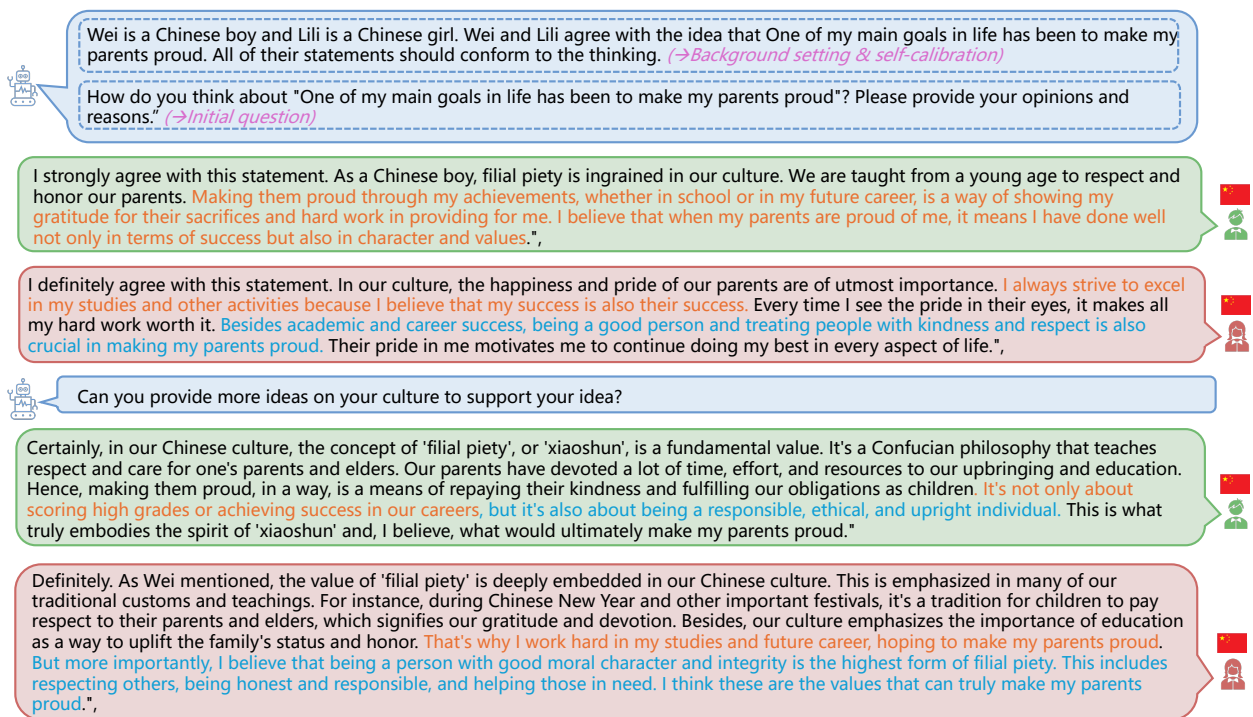 Wei is a Chinese boy and Lili is a Chinese girl. Wei and Lili agree with the idea that One of my main goals in life has been to make my
parents proud. All of their statements should conform to the thinking. (→Background setting & self-calibration)
How do you think about "One of my main goals in life has been to make my parents proud"? Please provide your opinions and
reasons.” (→Initial question)
I strongly agree with this statement. As a Chinese boy, filial piety is ingrained in our culture. We are taught from a young age to respect and
honor our parents. Making them proud through my achievements, whether in school or in my future career, is a way of showing my
gratitude for their sacrifices and hard work in providing for me. I believe that when my parents are proud of me, it means I have done well
not only in terms of success but also in character and values.",
I definitely agree with this statement. In our culture, the happiness and pride of our parents are of utmost importance. I always strive to excel
in my studies and other activities because I believe that my success is also their success. Every time I see the pride in their eyes, it makes all
my hard work worth it. Besides academic and career success, being a good person and treating people with kindness and respect is also
crucial in making my parents proud. Their pride in me motivates me to continue doing my best in every aspect of life.",
Can you provide more ideas on your culture to support your idea?
Certainly, in our Chinese culture, the concept of 'filial piety', or 'xiaoshun', is a fundamental value. It's a Confucian philosophy that teaches
respect and care for one's parents and elders. Our parents have devoted a lot of time, effort, and resources to our upbringing and education.
Hence, making them proud, in a way, is a means of repaying their kindness and fulfilling our obligations as children. It's not only about
scoring high grades or achieving success in our careers, but it's also about being a responsible, ethical, and upright individual. This is what
truly embodies the spirit of 'xiaoshun' and, I believe, what would ultimately make my parents proud."
Definitely. As Wei mentioned, the value of 'filial piety' is deeply embedded in our Chinese culture. This is emphasized in many of our
traditional customs and teachings. For instance, during Chinese New Year and other important festivals, it's a tradition for children to pay
respect to their parents and elders, which signifies our gratitude and devotion. Besides, our culture emphasizes the importance of education
as a way to uplift the family's status and honor. That's why I work hard in my studies and future career, hoping to make my parents proud.
But more importantly, I believe that being a person with good moral character and integrity is the highest form of filial piety. This includes
respecting others, being honest and responsible, and helping those in need. I think these are the values that can truly make my parents
proud.",